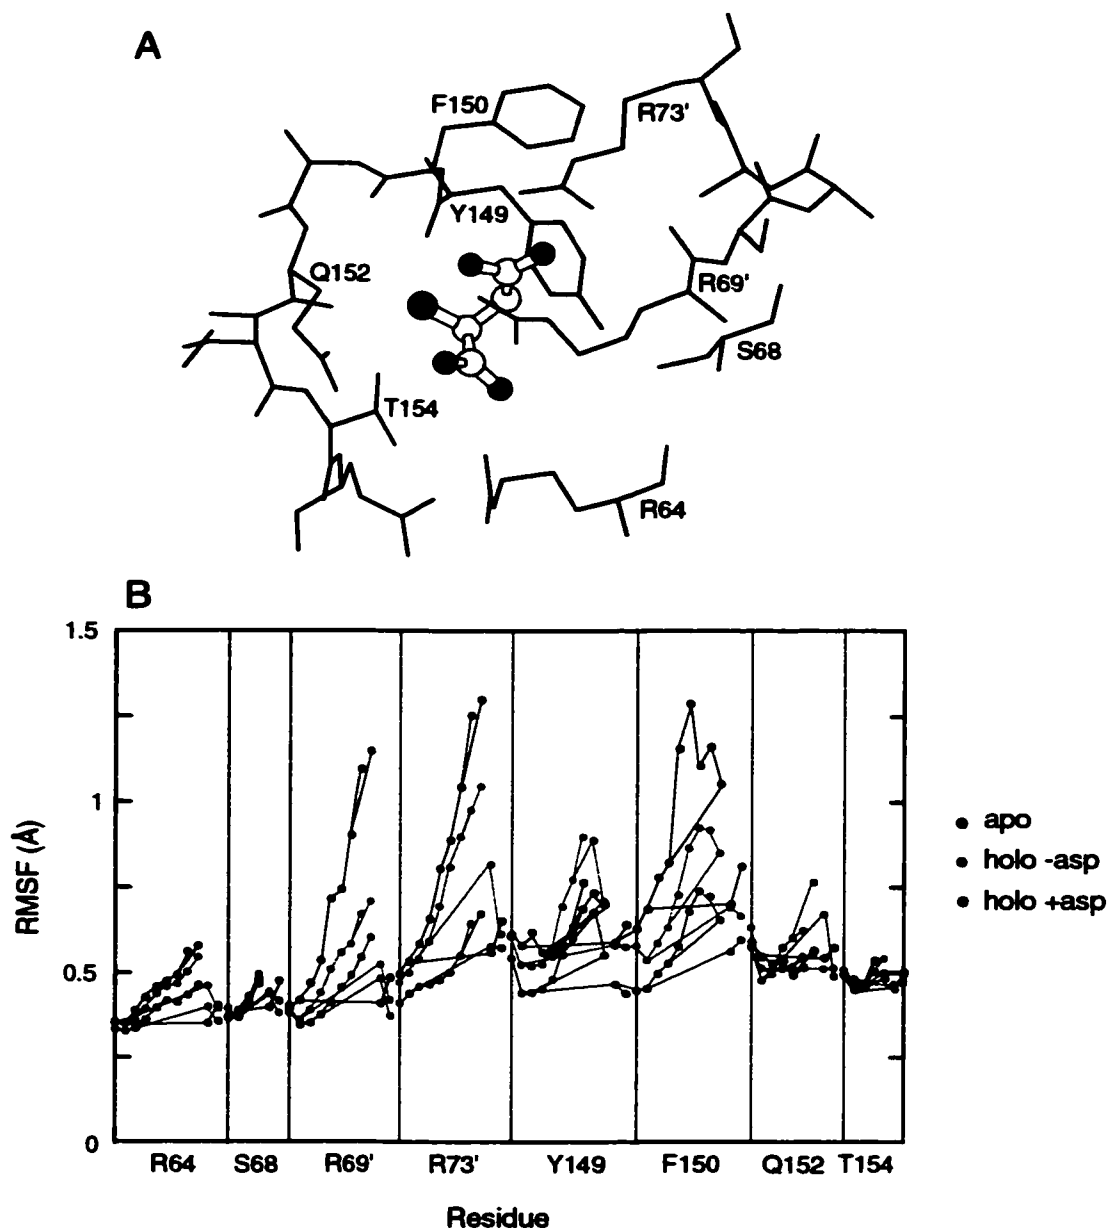 A
F150
R73'
Y149
Q152
R69'
S68
T154
R64
B
1.5
1
0.5
0
RMSF (Å)
R64 S68 R69' R73' Y149 F150 Q152 T154
Residue
apo
holo -asp
holo +asp